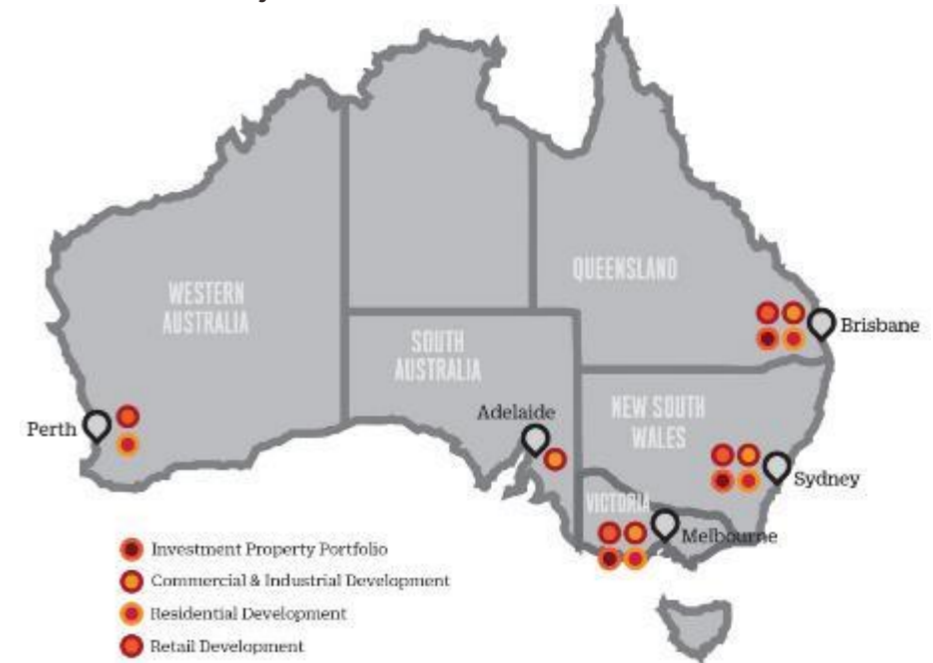 QUEENSLAND
WESTERN
AUSTRALIA
Brisbane
SOUTH
AUSTRALIA
NEW SOUTH
WALES
Adelaide
Perth
Sydney
VICTORIA
Melbourne
Investment Property Portfolio
Commercial & Industrial Development
Residential Development
Retail Development